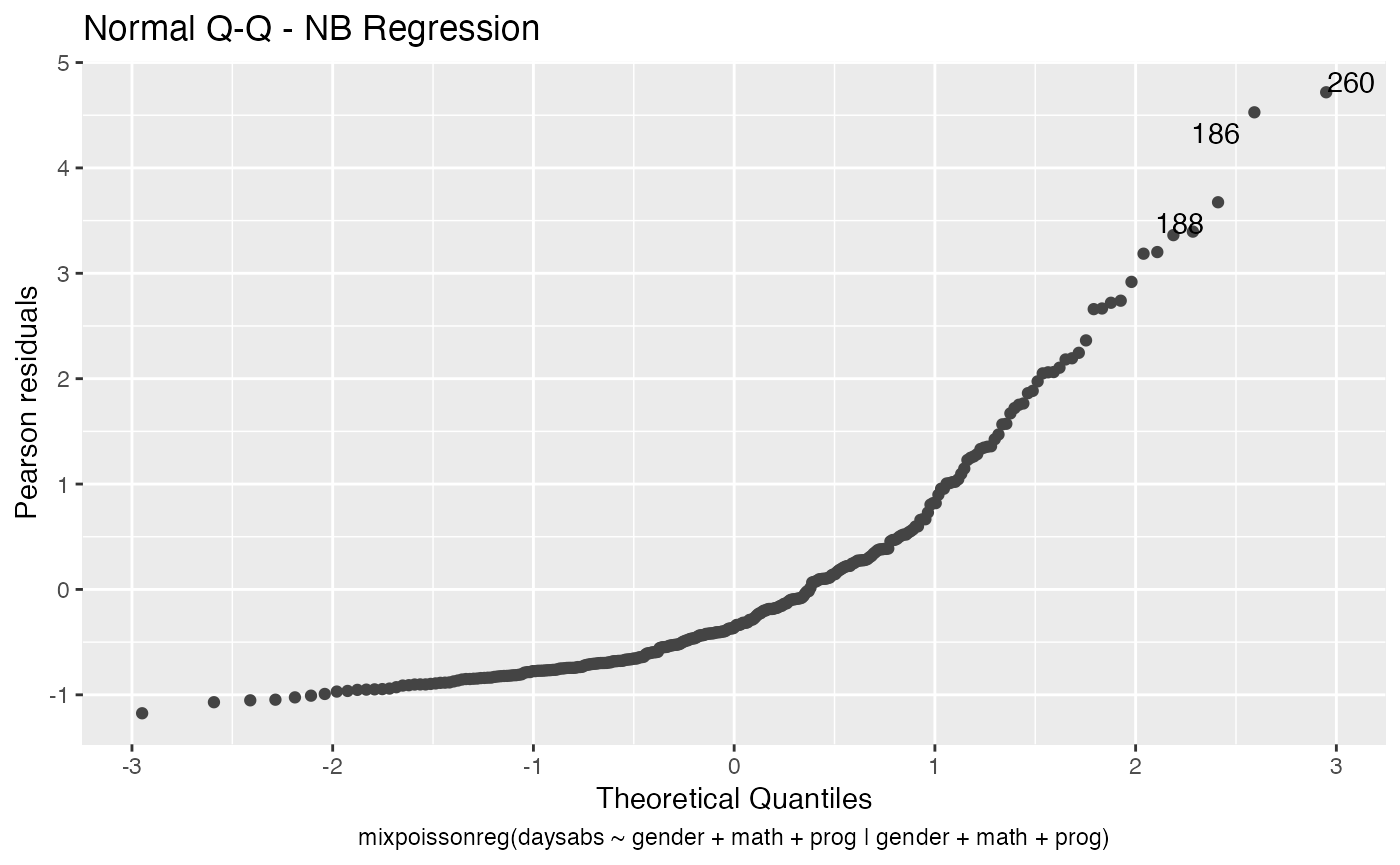 Normal Q-Q - NB Regression
5
260
186
4
188
3
2
1
0
-1
Pearson residuals
-3 -2 -1 0 1 2 3
Theoretical Quantiles
mixpoissonreg(daysabs ~ gender + math + prog | gender + math + prog)